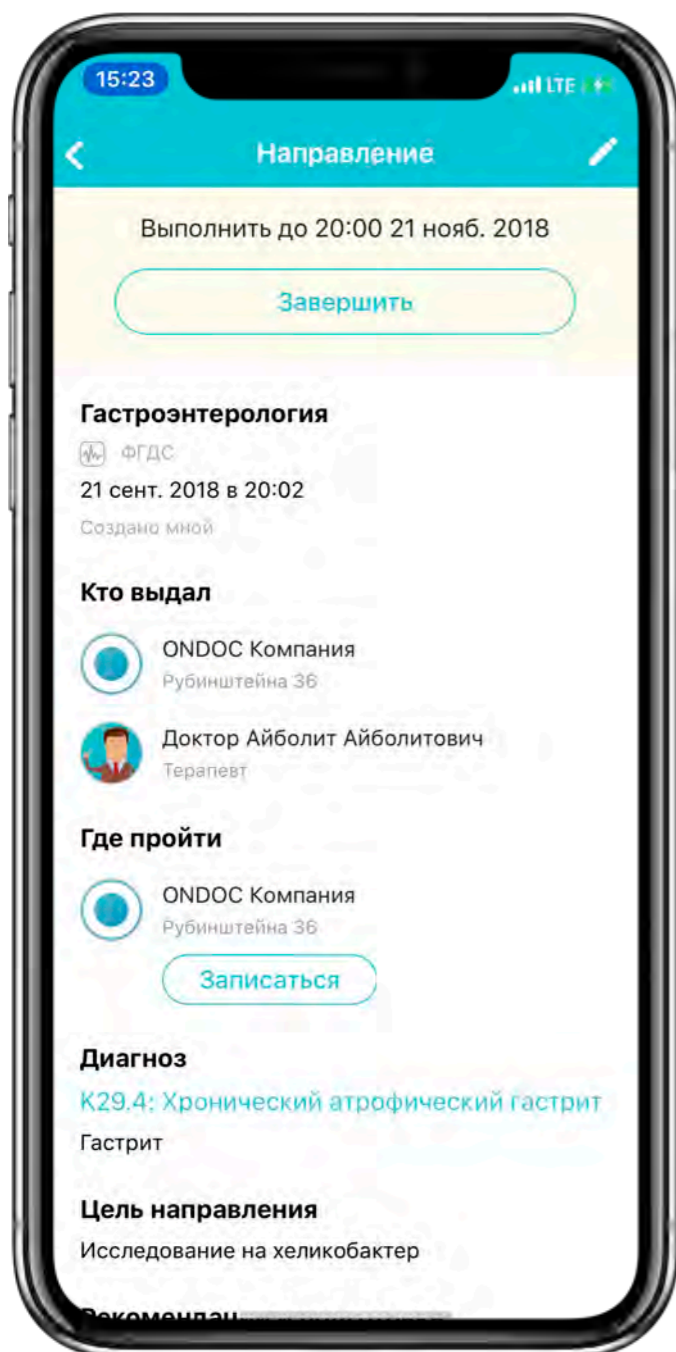 15:23
LTE
Направление
Выполнить до 20:00 21 нояб. 2018
Завершить
Гастроэнтерология
ФГДС
21 сент. 2018 в 20:02
Создано мной
Кто выдал
ONDOC Компания
Рубинштейна 36
Доктор Айболит Айболитович
Терапевт
Где пройти
ONDOC Компания
Рубинштейна 36
Записаться
Диагноз
K29.4: Хронический атрофический гастрит
Гастрит
Цель направления
Исследование на хеликобактер